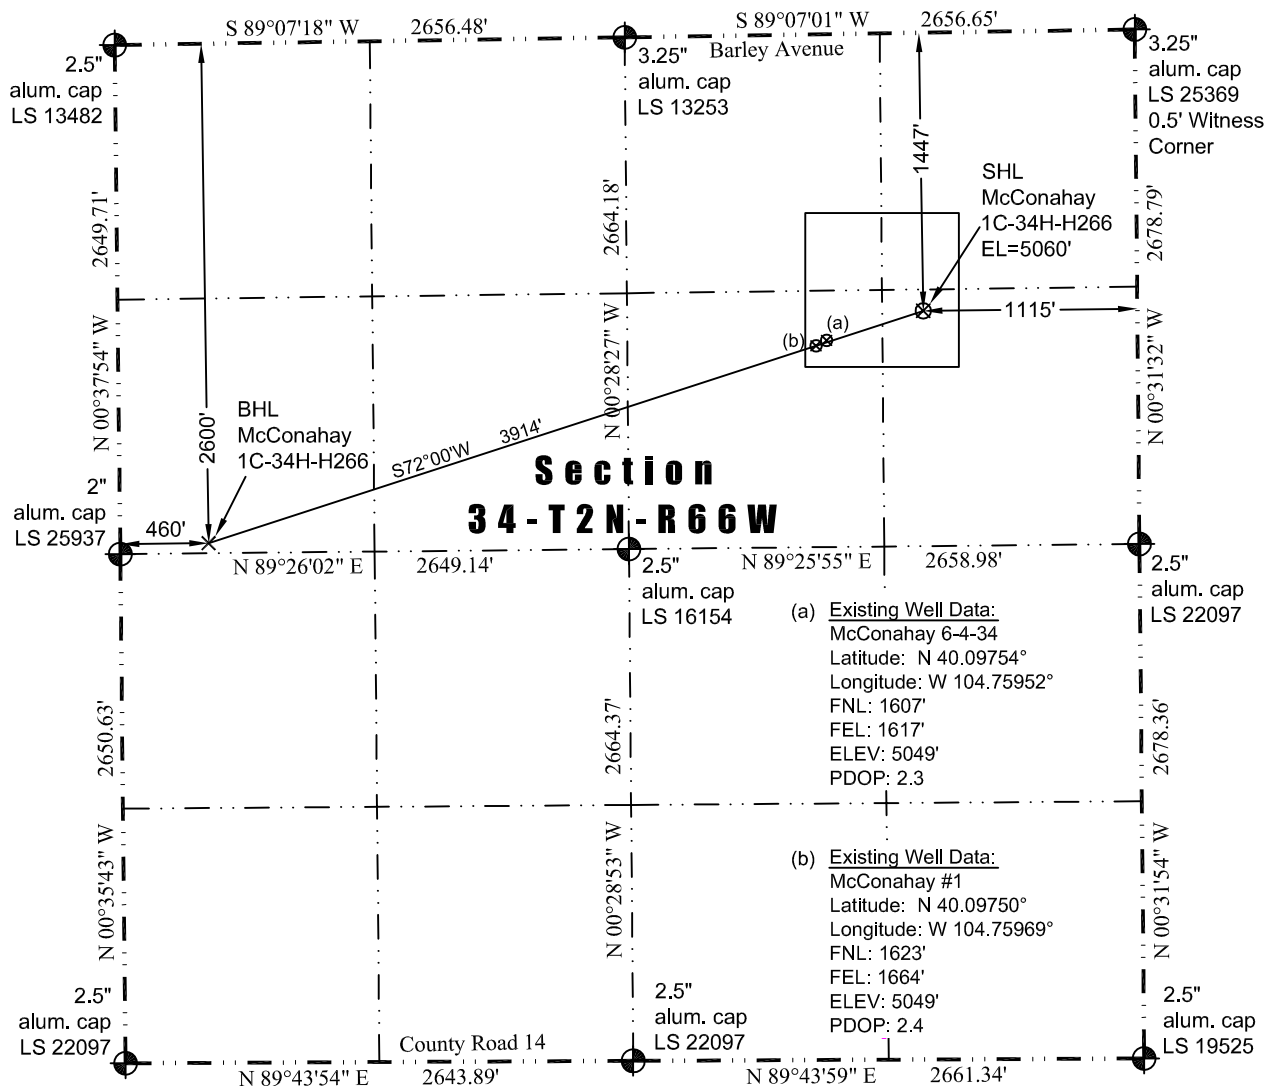 S 89°07'18" W 2656.48'
S 89°07'01" W 2656.65'
Barley Avenue
2.5"
alum. cap
LS 13482
3.25"
alum. cap
LS 13253
3.25"
alum. cap
LS 25369
0.5' Witness
Corner
1447'
SHL
McConahay
1C-34H-H266
EL=5060'
2649.71'
2664.18'
2678.79'
1115'
(a)
(b)
N 00°37'54" W
N 00°28'27" W
N 00°31'32" W
2600'
BHL
McConahay
1C-34H-H266
S72°00'W 3914'
Section
34-T2N-R66W
2"
alum. cap
LS 25937
460'
N 89°26'02" E 2649.14'
N 89°25'55" E 2658.98'
2.5"
alum. cap
LS 16154
2.5"
alum. cap
LS 22097
(a) Existing Well Data:
McConahay 6-4-34
Latitude: N 40.09754°
Longitude: W 104.75952°
FNL: 1607'
FEL: 1617'
ELEV: 5049'
PDOP: 2.3
2650.63'
2664.37'
2678.36'
(b) Existing Well Data:
McConahay #1
Latitude: N 40.09750°
Longitude: W 104.75969°
FNL: 1623'
FEL: 1664'
ELEV: 5049'
PDOP: 2.4
N 00°35'43" W
N 00°28'53" W
N 00°31'54" W
2.5"
alum. cap
LS 22097
2.5"
alum. cap
LS 22097
2.5"
alum. cap
LS 19525
County Road 14
N 89°43'54" E 2643.89'
N 89°43'59" E 2661.34'